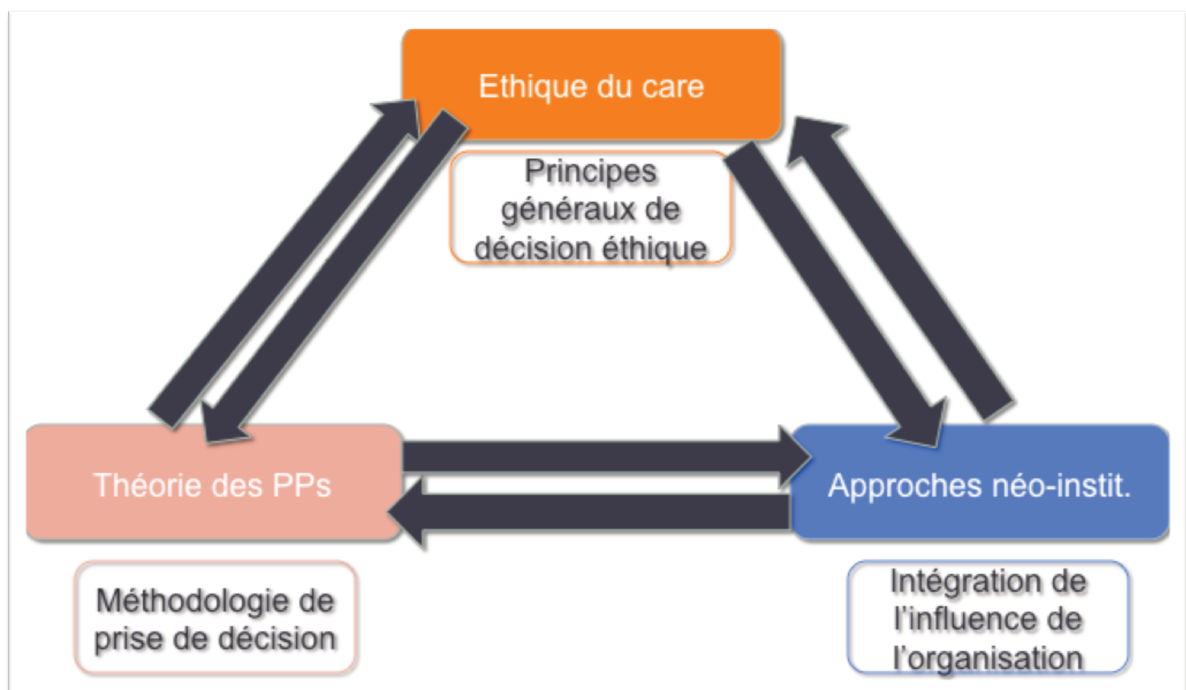 Ethique du care
Principes
généraux de
décision éthique
Théorie des PPs
Approches néo-instit.
Méthodologie de
prise de décision
Intégration de
l'influence de
l'organisation